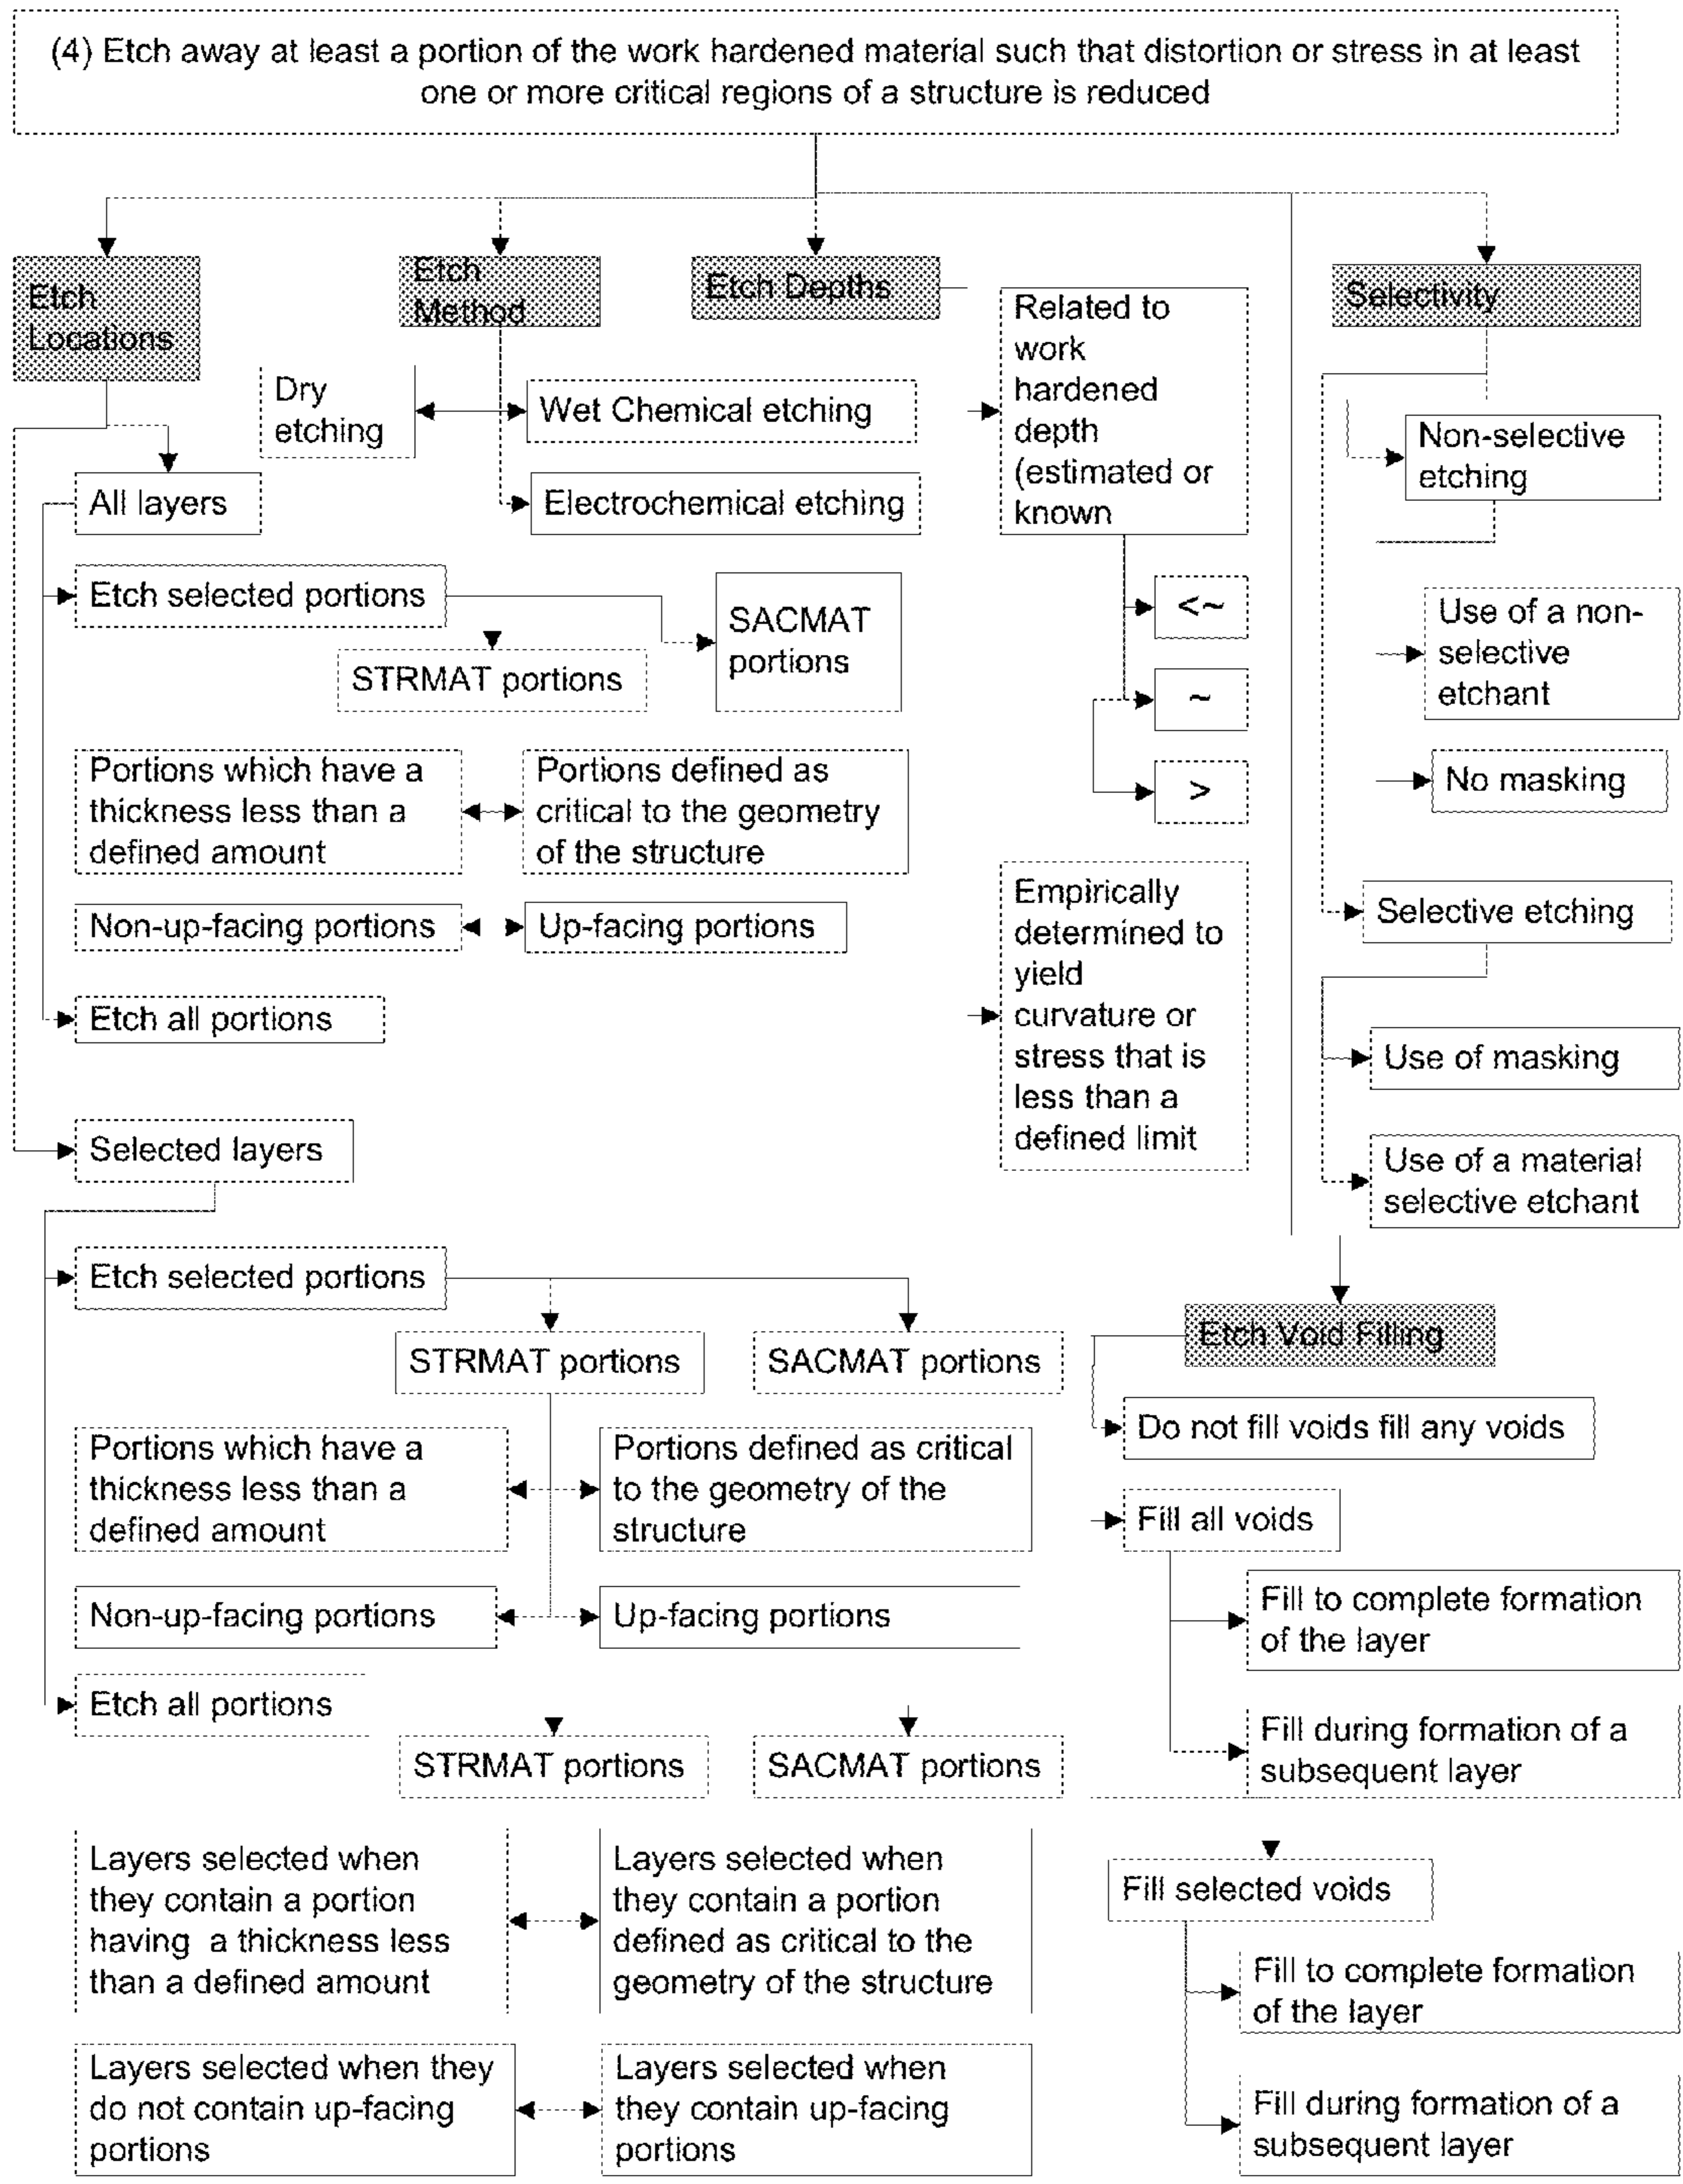 (4) Etch away at least a portion of the work hardened material such that distortion or stress in at least
one or more critical regions of a structure is reduced
Etch
Locations
Etch
Method
Etch Depths
Selectivity
Dry
etching
Wet Chemical etching
Electrochemical etching
All layers
Etch selected portions
STRMAT portions
SACMAT
portions
Portions which have a
thickness less than a
defined amount
Portions defined as
critical to the geometry
of the structure
Non-up-facing portions
Up-facing portions
Etch all portions
Related to
work
hardened
depth
(estimated or
known
<~
~
>
Empirically
determined to
yield
curvature or
stress that is
less than a
defined limit
Non-selective
etching
Use of a non-
selective
etchant
No masking
Selective etching
Use of masking
Use of a material
selective etchant
Selected layers
Etch selected portions
STRMAT portions
SACMAT portions
Portions which have a
thickness less than a
defined amount
Portions defined as critical
to the geometry of the
structure
Non-up-facing portions
Up-facing portions
Etch all portions
STRMAT portions
SACMAT portions
Layers selected when
they contain a portion
having a thickness less
than a defined amount
Layers selected when
they contain a portion
defined as critical to the
geometry of the structure
Layers selected when they
do not contain up-facing
portions
Layers selected when
they contain up-facing
portions
Etch Void Filling
Do not fill voids fill any voids
Fill all voids
Fill to complete formation
of the layer
Fill during formation of a
subsequent layer
Fill selected voids
Fill to complete formation
of the layer
Fill during formation of a
subsequent layer